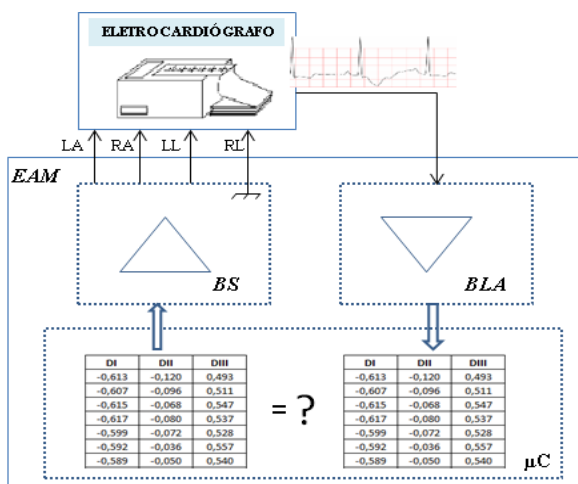 ELETROCARDIÓGRAFO
LA RA LL RL
EAM
BS BLA
DI DII DIII DI DII DIII
-0,613 -0,120 0,493 -0,613 -0,120 0,493
-0,607 -0,096 0,511 -0,607 -0,096 0,511
-0,615 -0,068 0,547 -0,615 -0,068 0,547
-0,617 -0,080 0,537 = ? -0,617 -0,080 0,537
-0,599 -0,072 0,528 -0,599 -0,072 0,528
-0,592 -0,036 0,557 -0,592 -0,036 0,557
-0,589 -0,050 0,540 -0,589 -0,050 0,540
µC